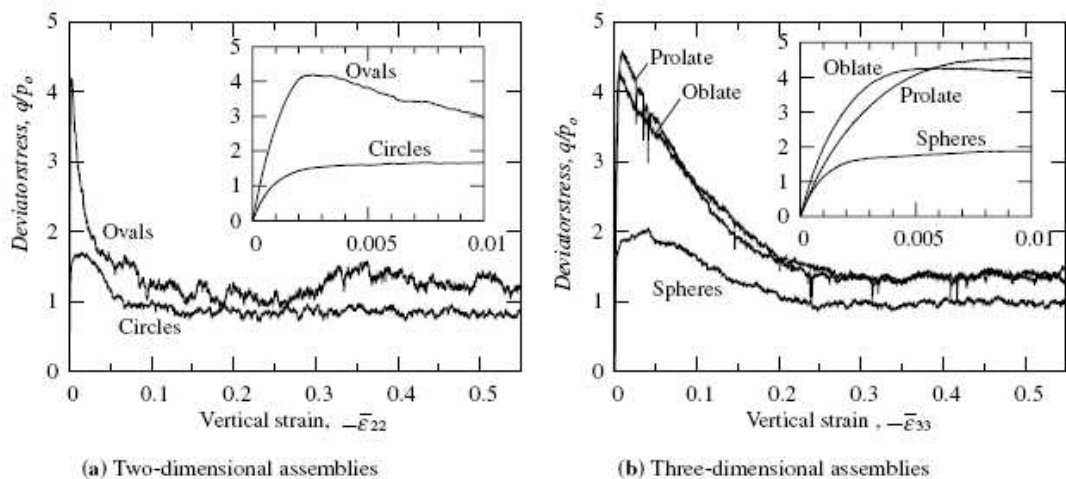 Deviatorstress, q/pₒ
5
4
3
2
1
0
0 0.1 0.2 0.3 0.4 0.5
Ovals
Circles
5
4
3
2
1
0
0 0.005 0.01
Ovals
Circles
Vertical strain, −ε̅22
(a) Two-dimensional assemblies
Deviatorstress, q/pₒ
5
4
3
2
1
0
0 0.1 0.2 0.3 0.4 0.5
Prolate
Oblate
Spheres
5
4
3
2
1
0
0 0.005 0.01
Oblate
Prolate
Spheres
Vertical strain , −ε̅33
(b) Three-dimensional assemblies